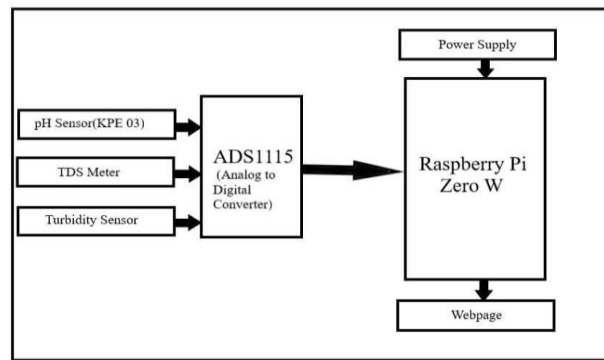 Power Supply
pH Sensor(KPE 03)
TDS Meter
Turbidity Sensor
ADS1115
(Analog to
Digital
Converter)
Raspberry Pi
Zero W
Webpage